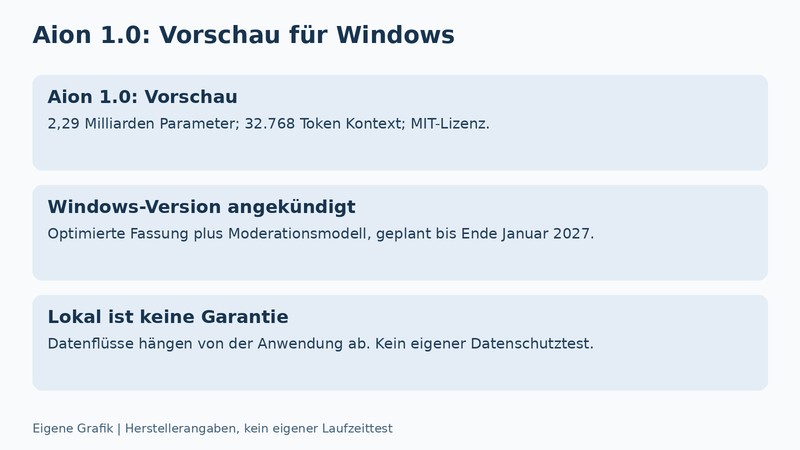 Aion 1.0: Vorschau für Windows
Aion 1.0: Vorschau
2,29 Milliarden Parameter; 32.768 Token Kontext; MIT-Lizenz.
Windows-Version angekündigt
Optimierte Fassung plus Moderationsmodell, geplant bis Ende Januar 2027.
Lokal ist keine Garantie
Datenflüsse hängen von der Anwendung ab. Kein eigener Datenschutztest.
Eigene Grafik | Herstellerangaben, kein eigener Laufzeittest